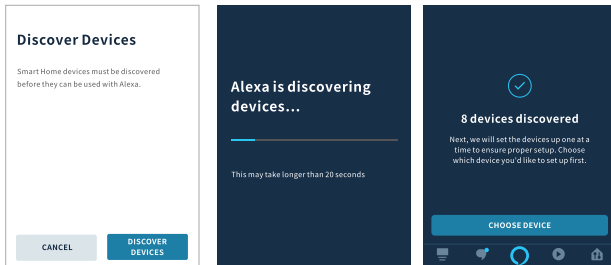 Discover Devices
Smart Home devices must be discovered
before they can be used with Alexa.
CANCEL
DISCOVER
DEVICES
Alexa is discovering
devices...
This may take longer than 20 seconds
8 devices discovered
Next, we will set the devices up one at a
time to ensure proper setup. Choose
which device you'd like to set up first.
CHOOSE DEVICE